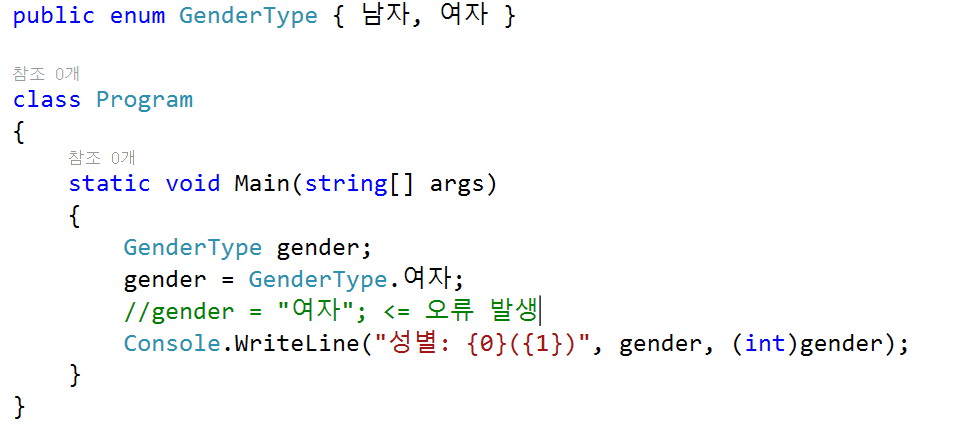 public enum GenderType { 남자, 여자 }
참조 0개
class Program
{
참조 0개
static void Main(string[] args)
{
GenderType gender;
gender = GenderType.여자;
//gender = "여자"; <= 오류 발생
Console.WriteLine("성별: {0}({1})", gender, (int)gender);
}
}